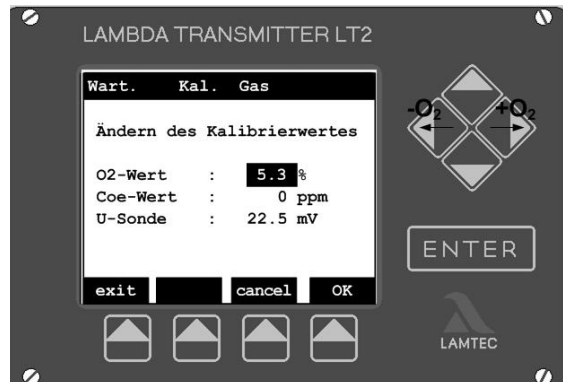 LAMBDA TRANSMITTER LT2
Wart. Kal. Gas
Ändern des Kalibrierwertes
O2-Wert : 5.3 %
Coe-Wert : 0 ppm
U-Sonde : 22.5 mV
exit cancel OK
-O2 +O2
ENTER
LAMTEC